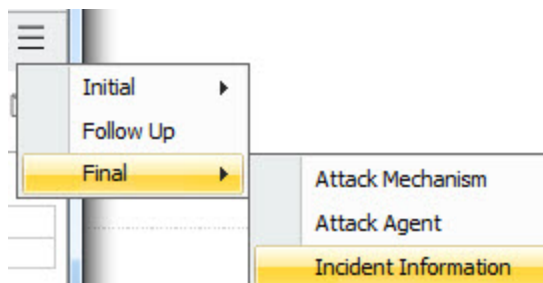 Initial
Follow Up
Final
Attack Mechanism
Attack Agent
Incident Information